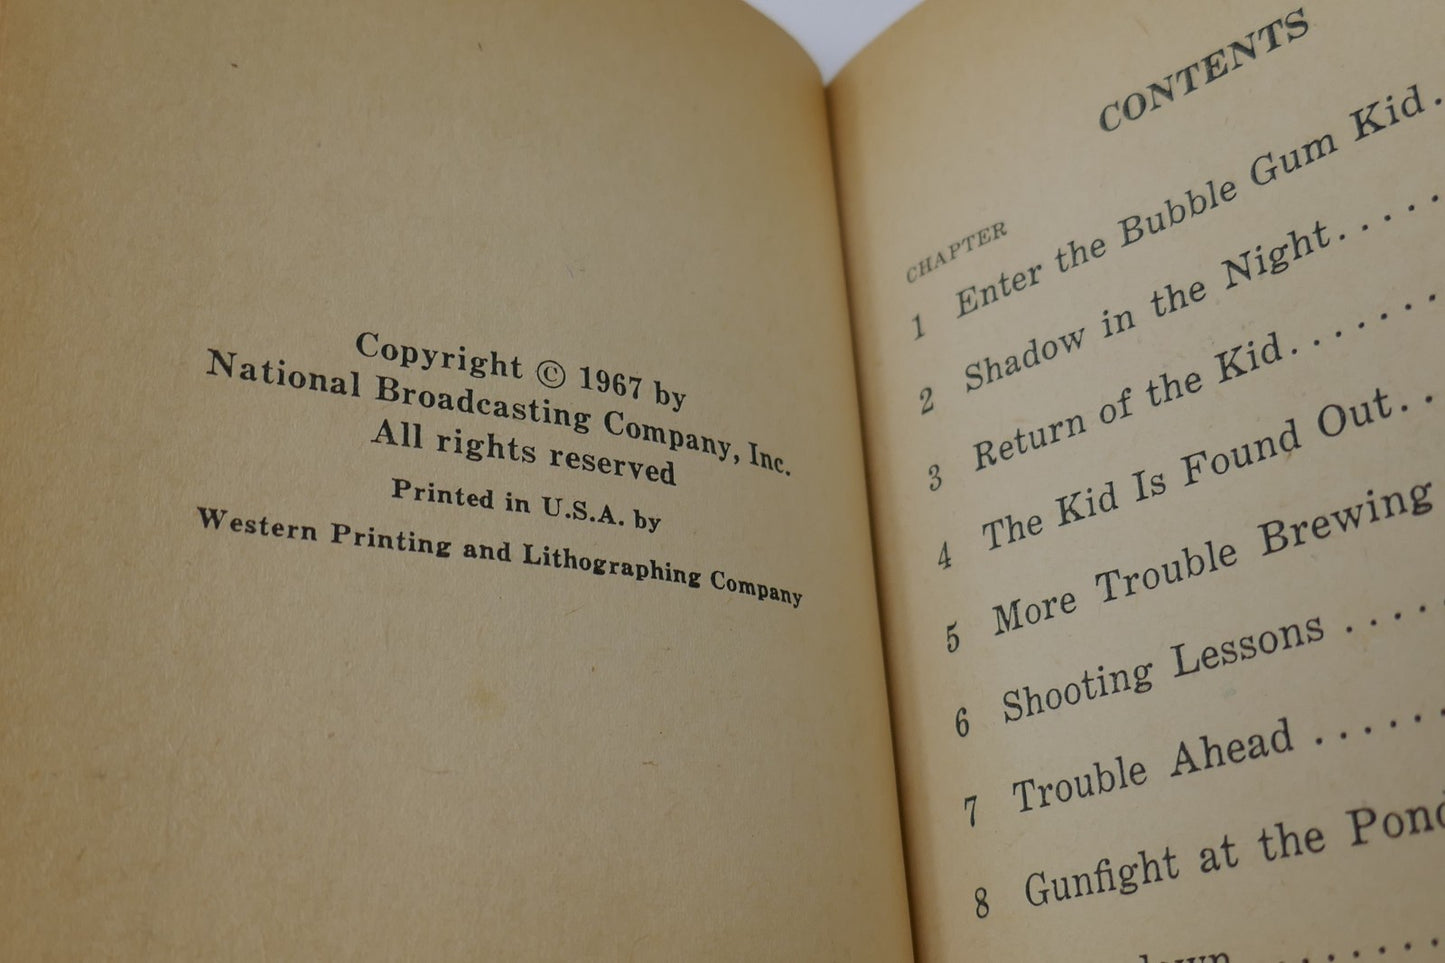 Copyright © 1967 by
National Broadcasting Company, Inc.
All rights reserved
Printed in U.S.A. by
Western Printing and Lithographing Company
CONTENTS
CHAPTER
1 Enter the Bubble Gum Kid.
2 Shadow in the Night.....
3 Return of the Kid.......
4 The Kid Is Found Out..
5 More Trouble Brewing
6 Shooting Lessons ....
7 Trouble Ahead ......
8 Gunfight at the Pond